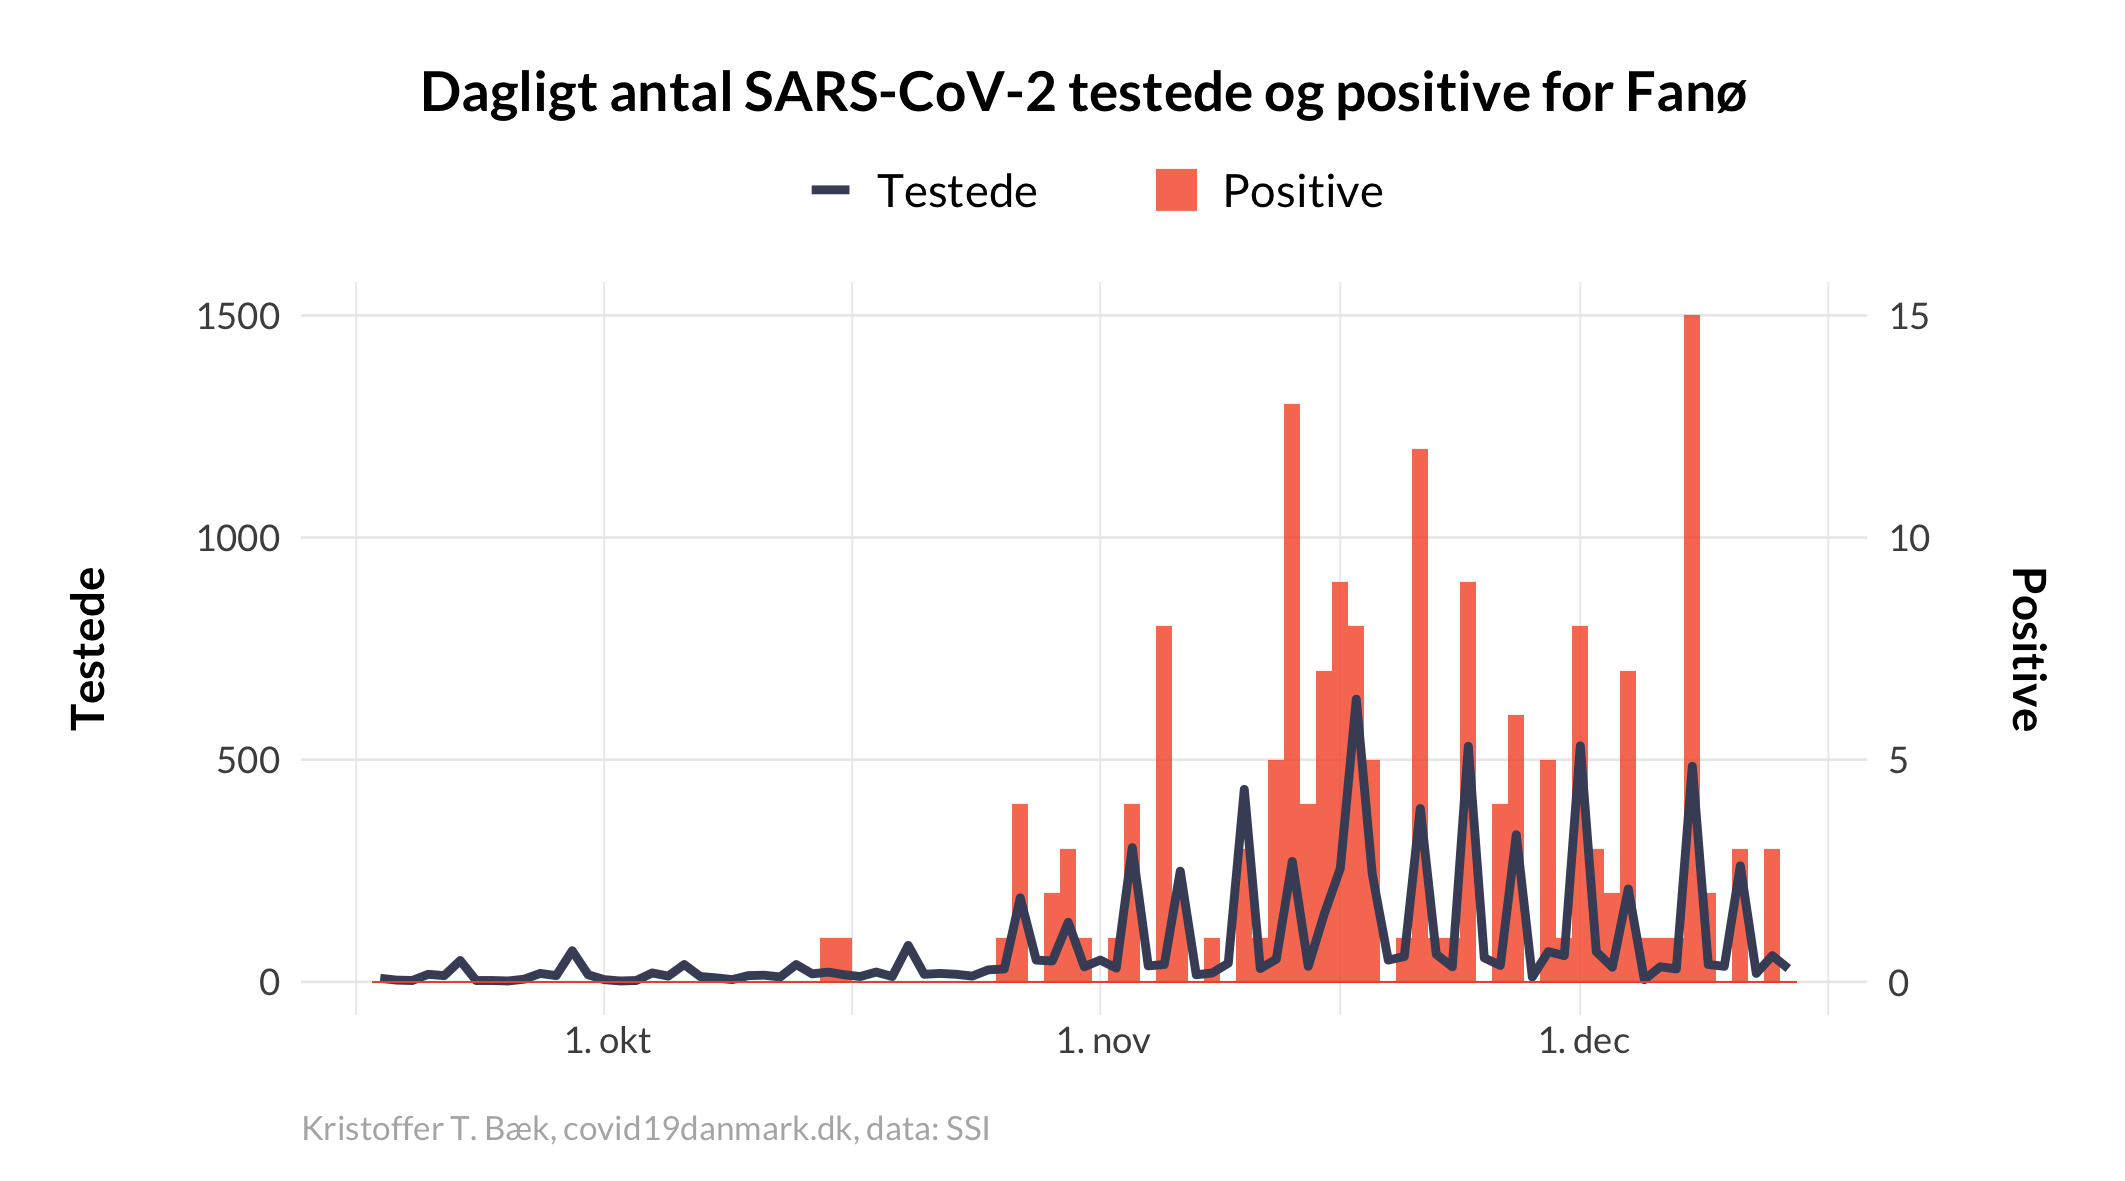 Dagligt antal SARS-CoV-2 testede og positive for Fanø
Testede
Positive
1500
1000
500
0
15
10
5
0
Testede
Positive
1. okt
1. nov
1. dec
Kristoffer T. Bæk, covid19danmark.dk, data: SSI